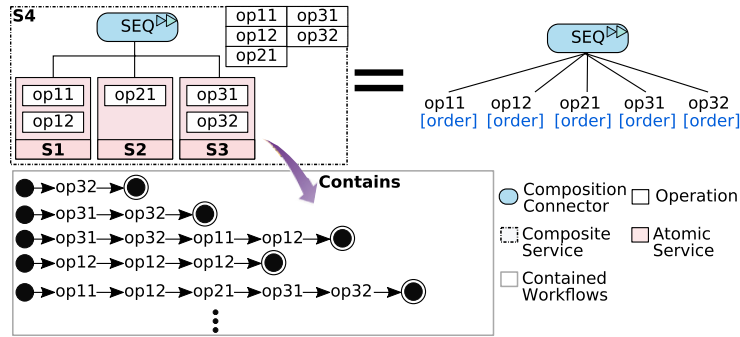 S4
SEQ
op11 op31
op12 op32
op21
op11
op12
S1
op21
S2
op31
op32
S3
=
SEQ
op11 op12 op21 op31 op32
[order] [order] [order] [order] [order]
Contains
op32
op31 op32
op31 op32 op11 op12
op12 op12 op12
op11 op12 op21 op31 op32
Composition
Connector
Operation
Composite
Service
Atomic
Service
Contained
Workflows